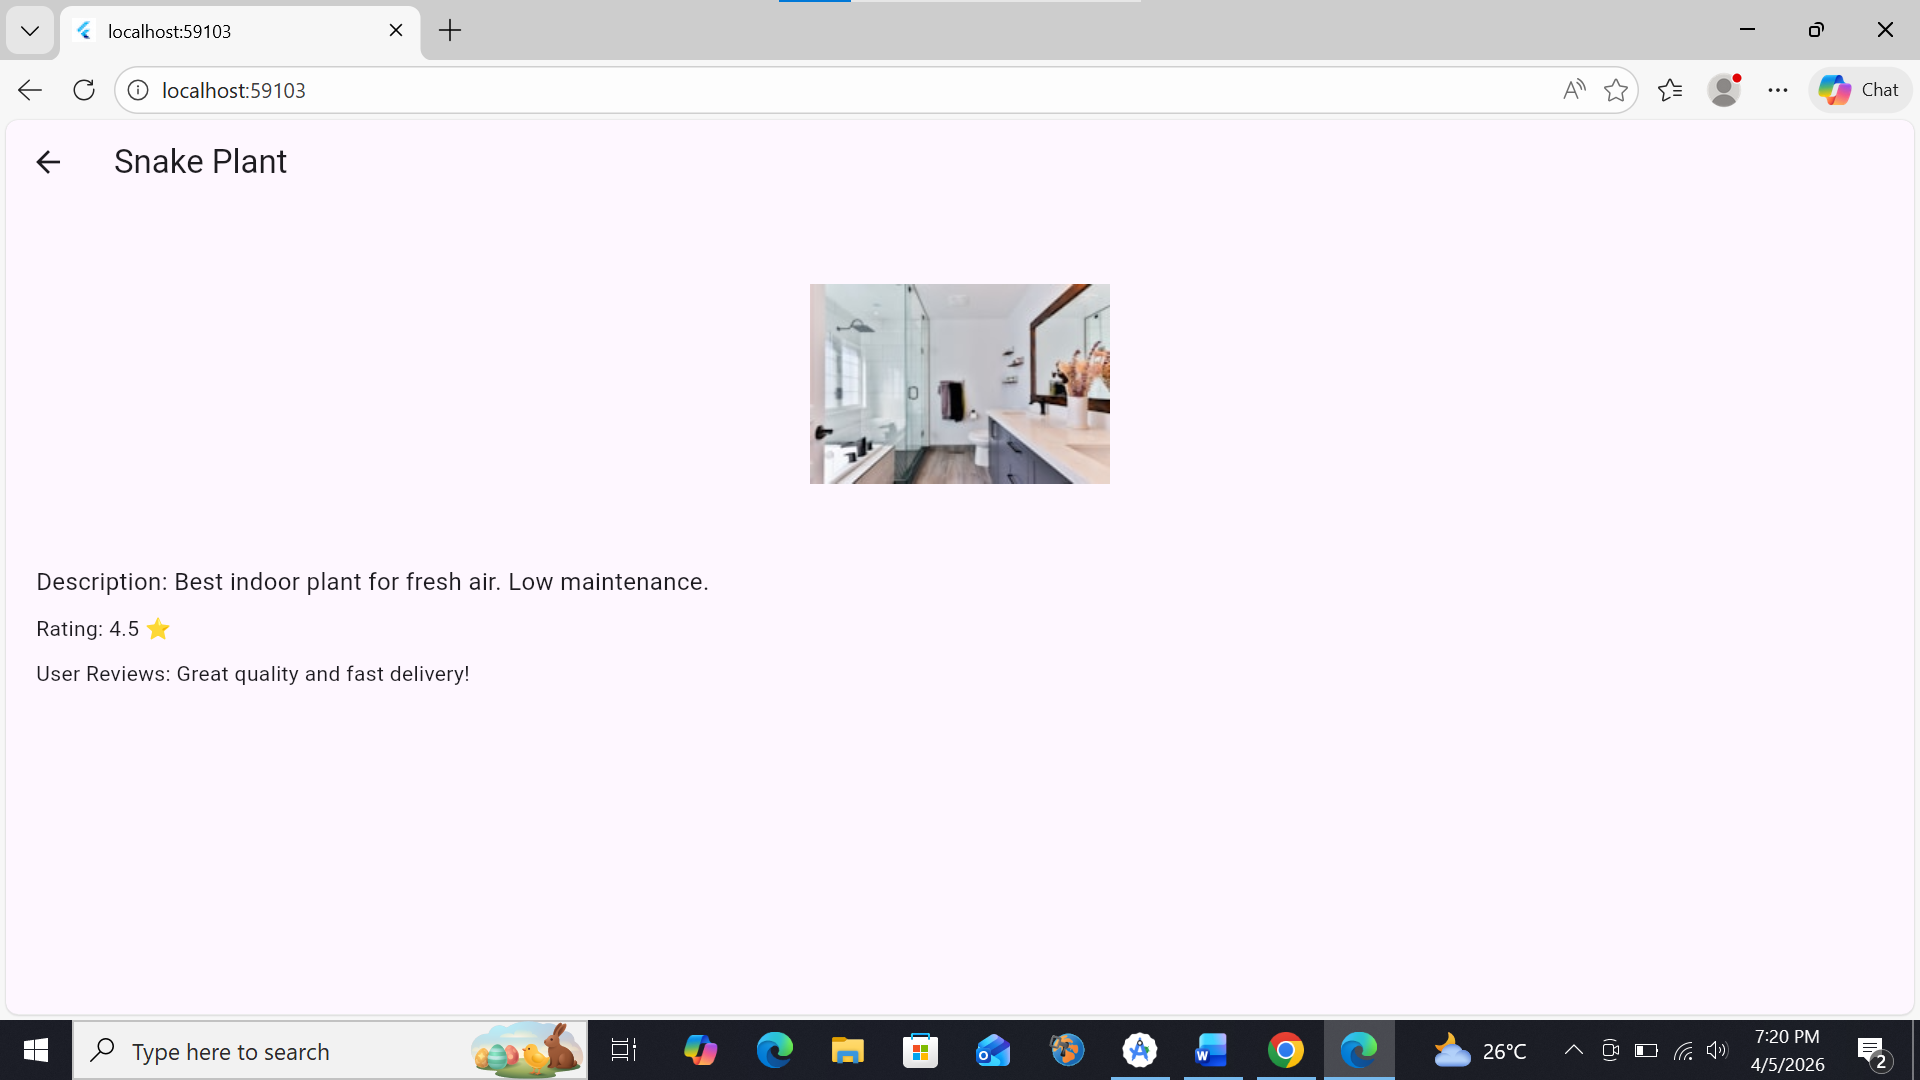 localhost:59103
localhost:59103
Chat
Snake Plant
Description: Best indoor plant for fresh air. Low maintenance.
Rating: 4.5 ⭐
User Reviews: Great quality and fast delivery!
Type here to search
26°C
7:20 PM
4/5/2026
2